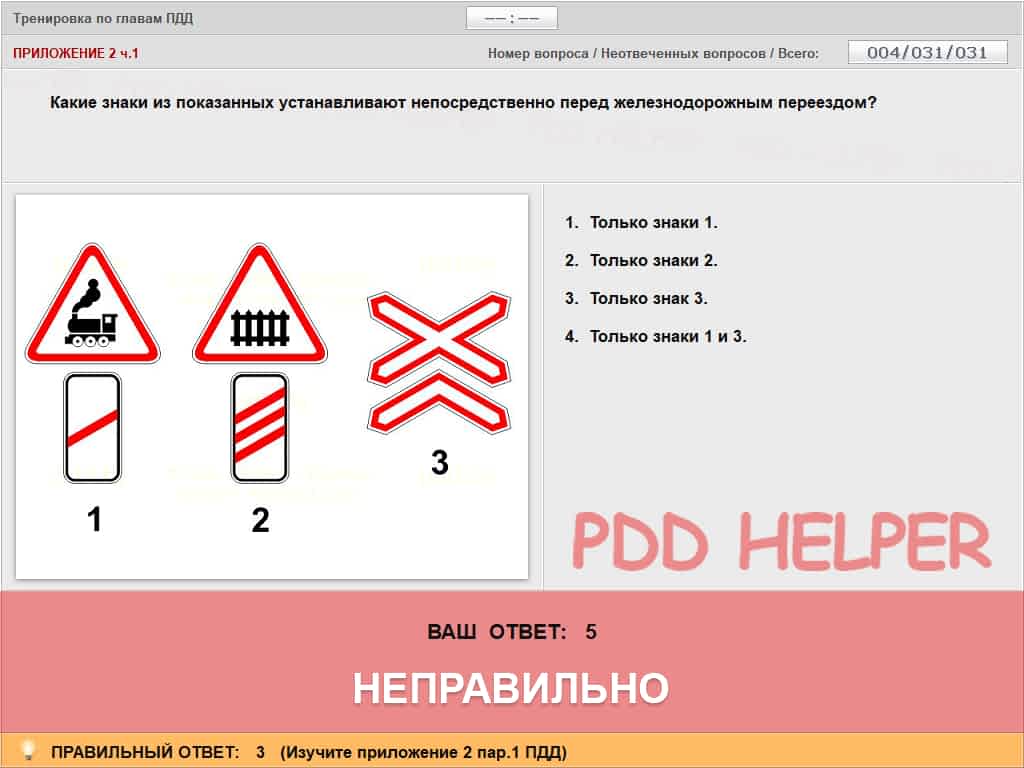 Тренировка по главам ПДД
—— : ——
ПРИЛОЖЕНИЕ 2 ч.1
Номер вопроса / Неотвеченных вопросов / Всего: 004/031/031
Какие знаки из показанных устанавливают непосредственно перед железнодорожным переездом?
1. Только знаки 1.
2. Только знаки 2.
3. Только знак 3.
4. Только знаки 1 и 3.
1
2
3
PDD HELPER
ВАШ ОТВЕТ: 5
НЕПРАВИЛЬНО
ПРАВИЛЬНЫЙ ОТВЕТ: 3 (Изучите приложение 2 пар.1 ПДД)